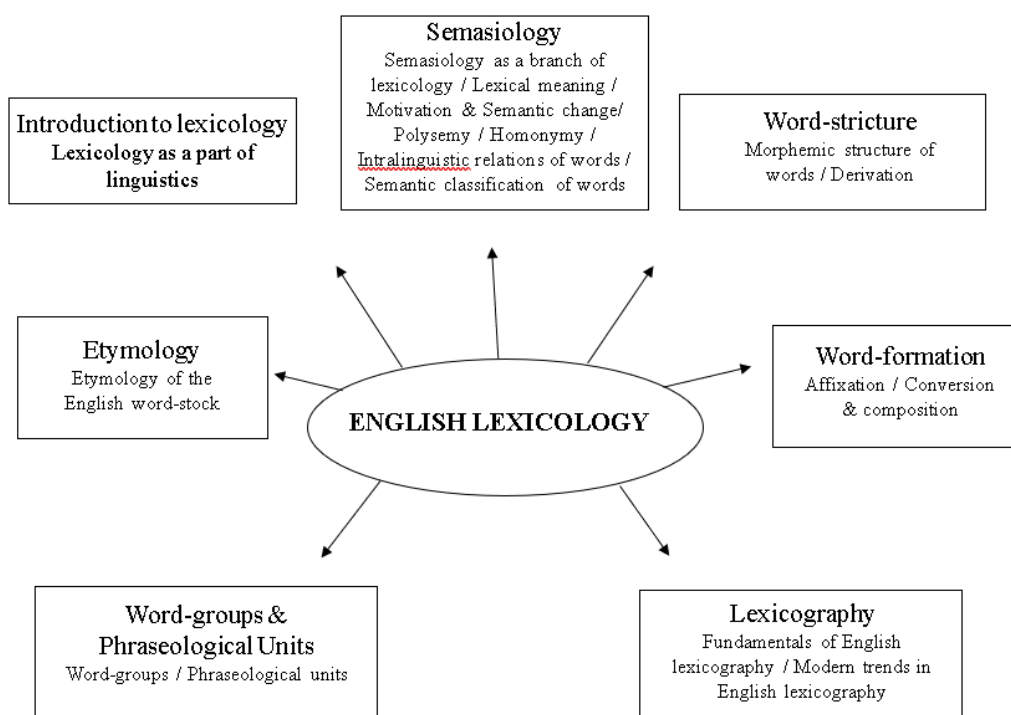 Semasiology
Semasiology as a branch of
lexicology / Lexical meaning /
Motivation & Semantic change/
Polysemy / Homonymy /
Intralinguistic relations of words /
Semantic classification of words
Introduction to lexicology
Lexicology as a part of
linguistics
Word-stricture
Morphemic structure of
words / Derivation
Etymology
Etymology of the
English word-stock
Word-formation
Affixation / Conversion
& composition
ENGLISH LEXICOLOGY
Word-groups &
Phraseological Units
Word-groups / Phraseological units
Lexicography
Fundamentals of English
lexicography / Modern trends in
English lexicography